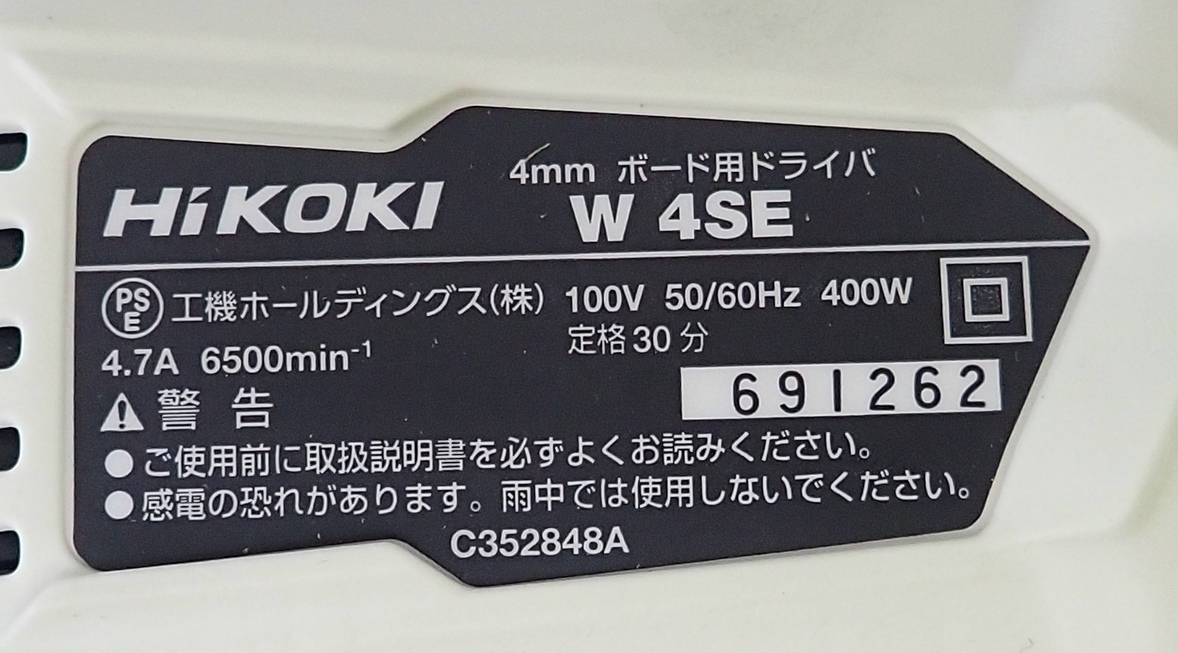 HiKOKI
4mm ボード用ドライバ
W 4SE
PS
E
工機ホールディングス(株) 100V 50/60Hz 400W
定格30分
4.7A 6500min⁻¹
691262
警告
●ご使用前に取扱説明書を必ずよくお読みください。
●感電の恐れがあります。雨中では使用しないでください。
C352848A